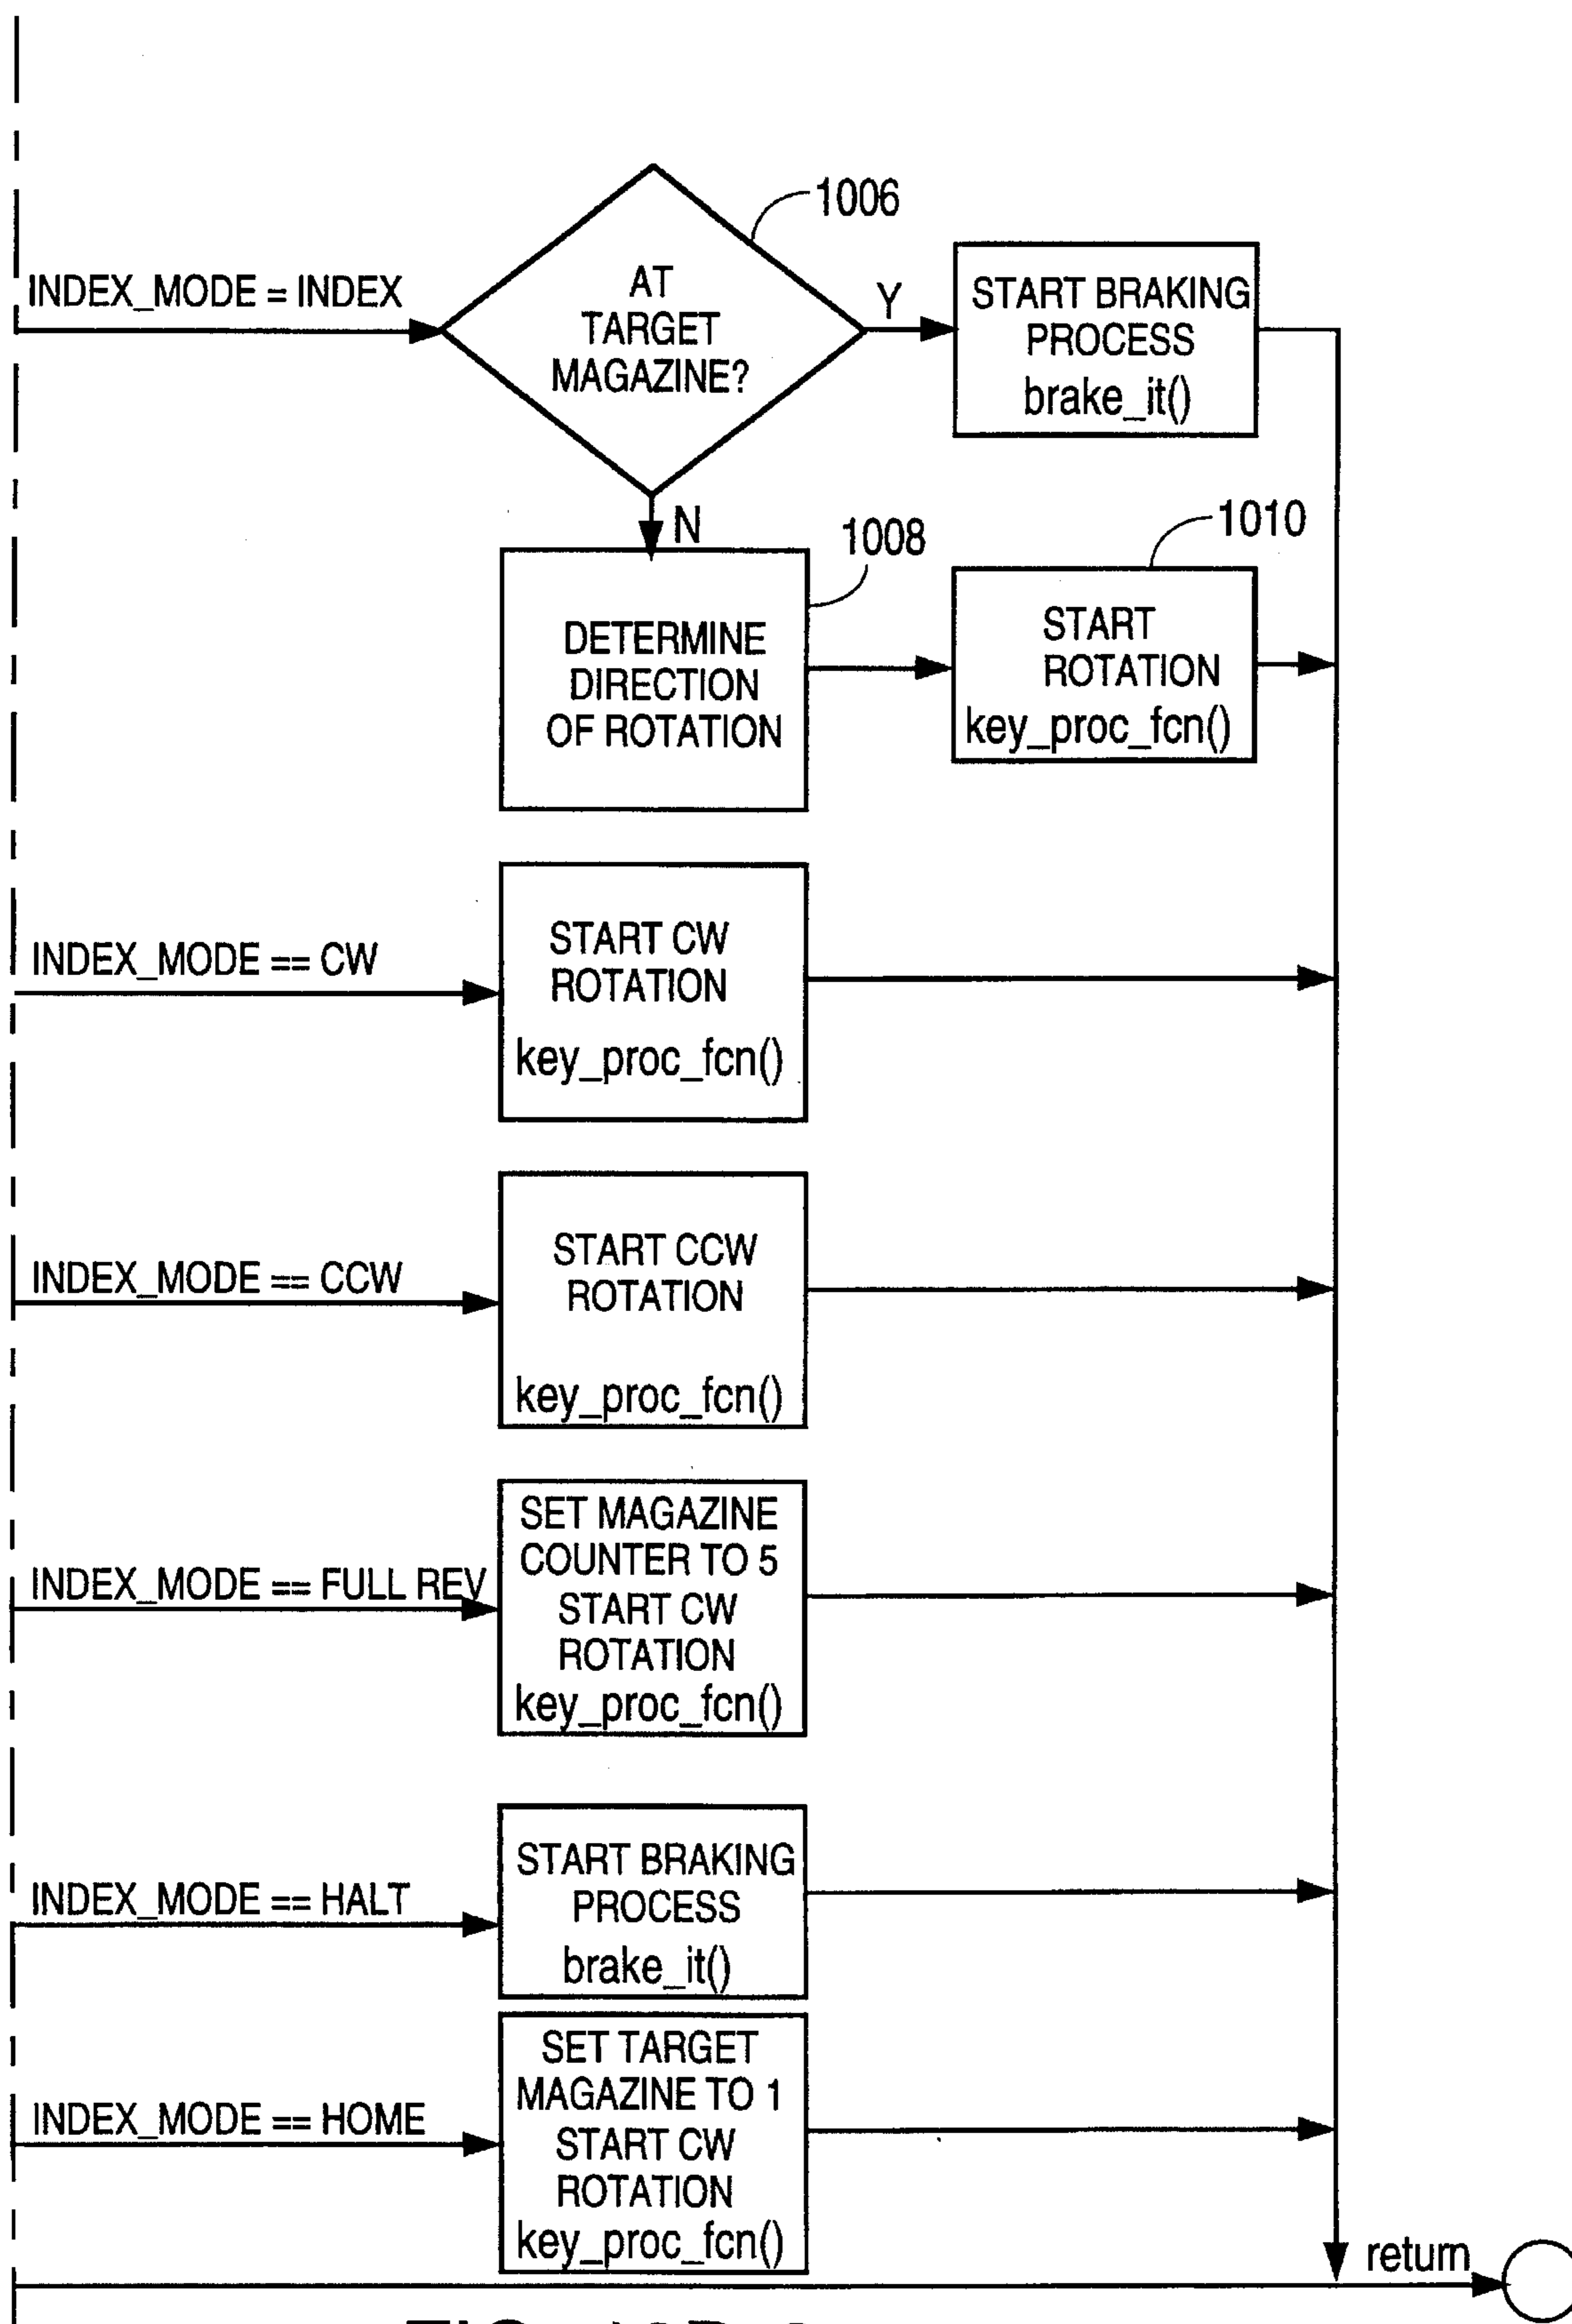 1006
INDEX_MODE = INDEX
AT
TARGET
MAGAZINE?
Y
START BRAKING
PROCESS
brake_it()
N
1008
1010
DETERMINE
DIRECTION
OF ROTATION
START
ROTATION
key_proc_fcn()
INDEX_MODE == CW
START CW
ROTATION
key_proc_fcn()
INDEX_MODE == CCW
START CCW
ROTATION
key_proc_fcn()
INDEX_MODE == FULL REV
SET MAGAZINE
COUNTER TO 5
START CW
ROTATION
key_proc_fcn()
INDEX_MODE == HALT
START BRAKING
PROCESS
brake_it()
INDEX_MODE == HOME
SET TARGET
MAGAZINE TO 1
START CW
ROTATION
key_proc_fcn()
return